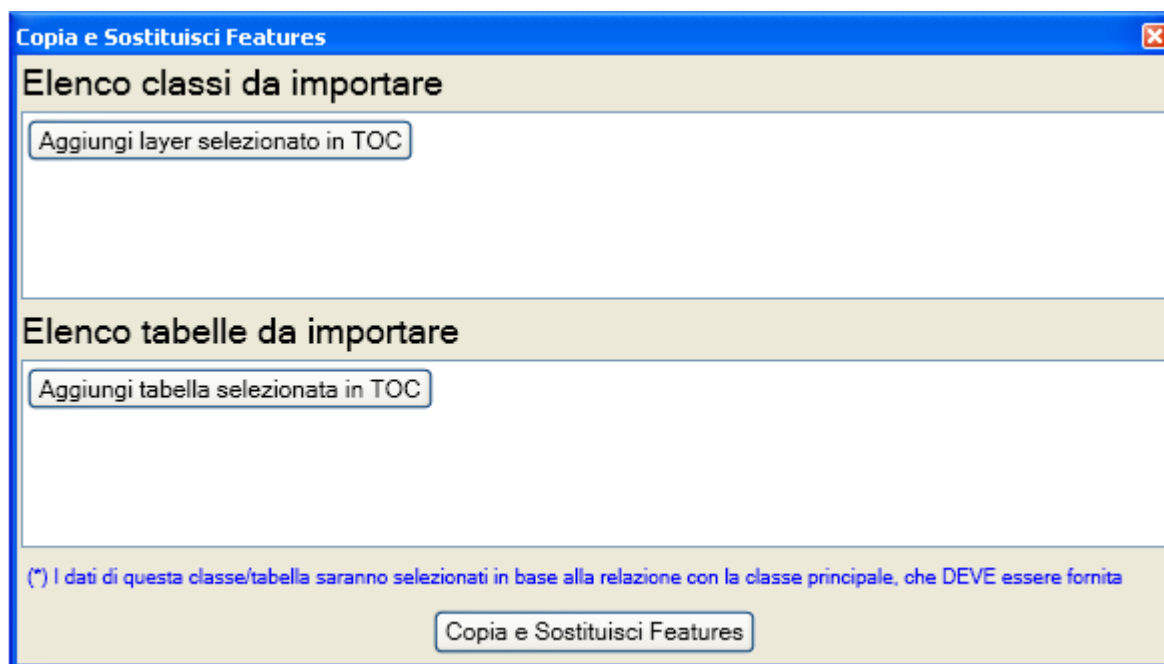 Copia e Sostituisci Features
Elenco classi da importare
Aggiungi layer selezionato in TOC
Elenco tabelle da importare
Aggiungi tabella selezionata in TOC
(*) I dati di questa classe/tabella saranno selezionati in base alla relazione con la classe principale, che DEVE essere fornita
Copia e Sostituisci Features